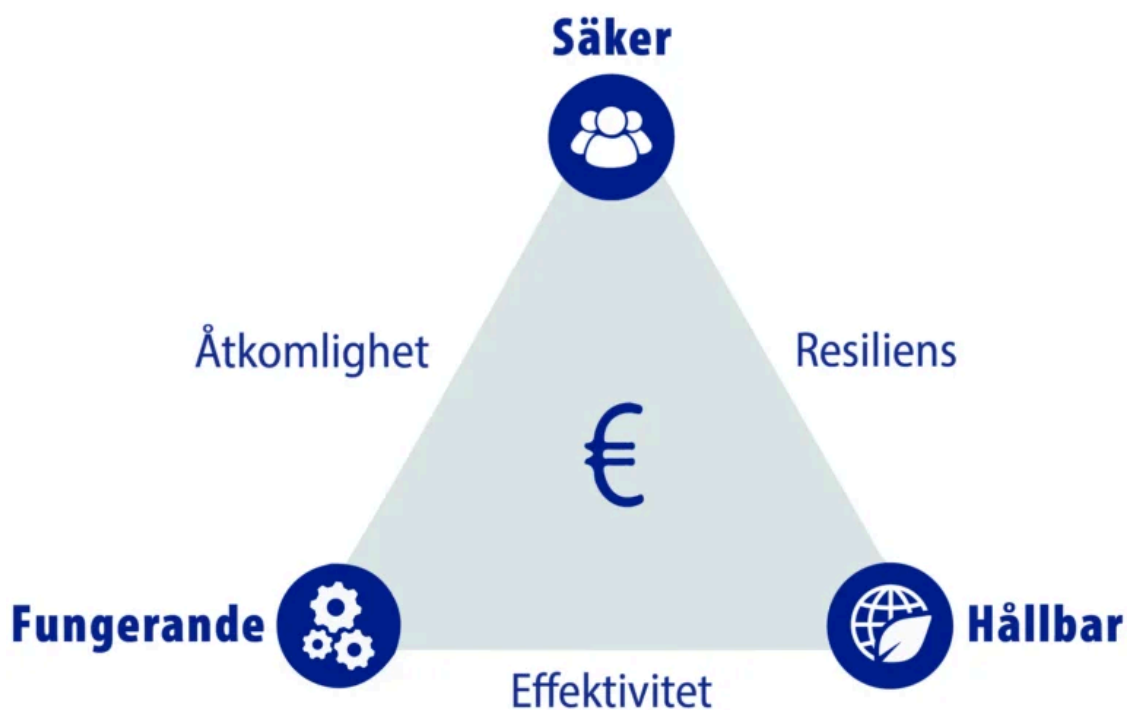 Säker
Åtkomlighet
Resiliens
€
Fungerande
Hållbar
Effektivitet